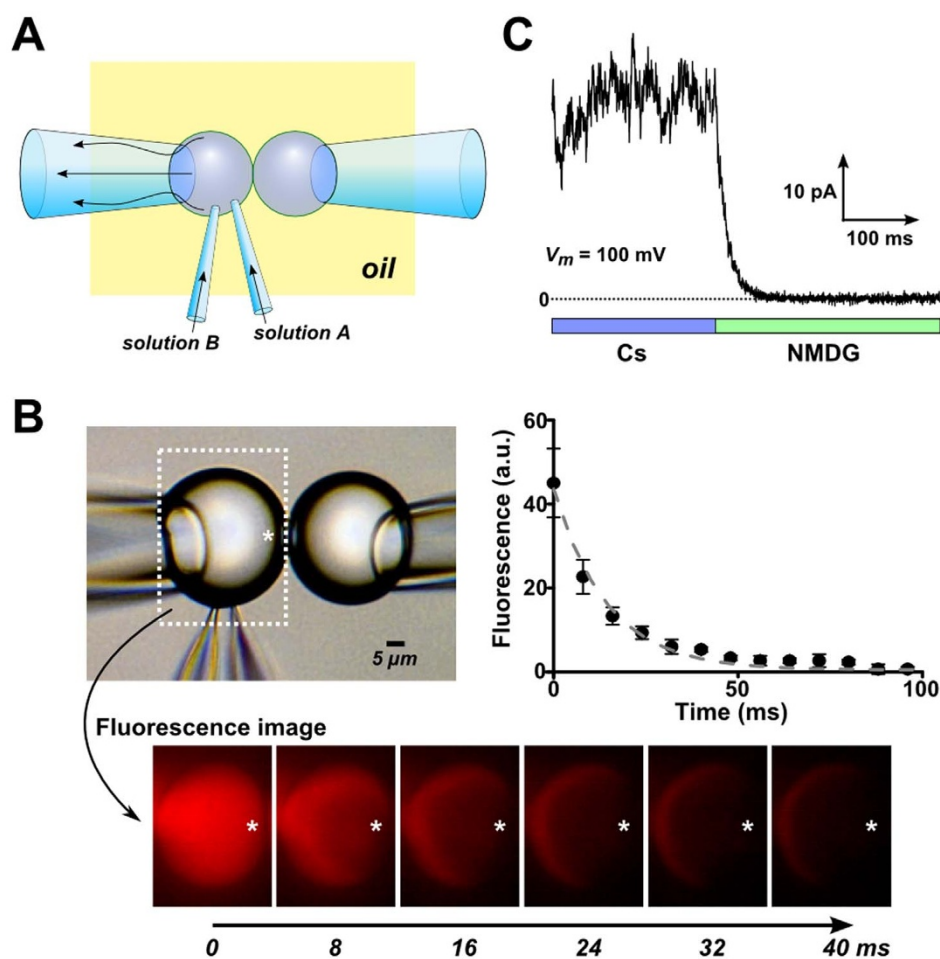 A
oil
solution B
solution A
C
10 pA
100 ms
Vm = 100 mV
0
Cs
NMDG
B
*
5 µm
Fluorescence (a.u.)
60
40
20
0
0
50
100
Time (ms)
Fluorescence image
* * * * * *
0 8 16 24 32 40 ms